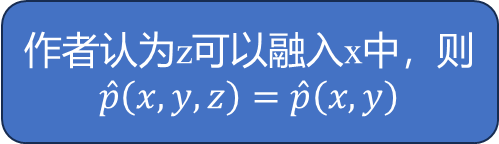 作者认为z可以融入x中，则
p̂(x, y, z) = p̂(x, y)